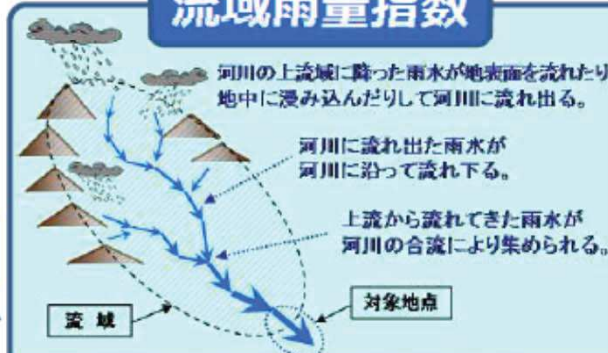 流域雨量指数
河川の上流域に降った雨水が地表面を流れたり
地中に浸み込んだりして河川に流れ出る。
河川に流れ出た雨水が
河川に沿って流れ下る。
上流から流れてきた雨水が
河川の合流により集められる。
対象地点
流 域